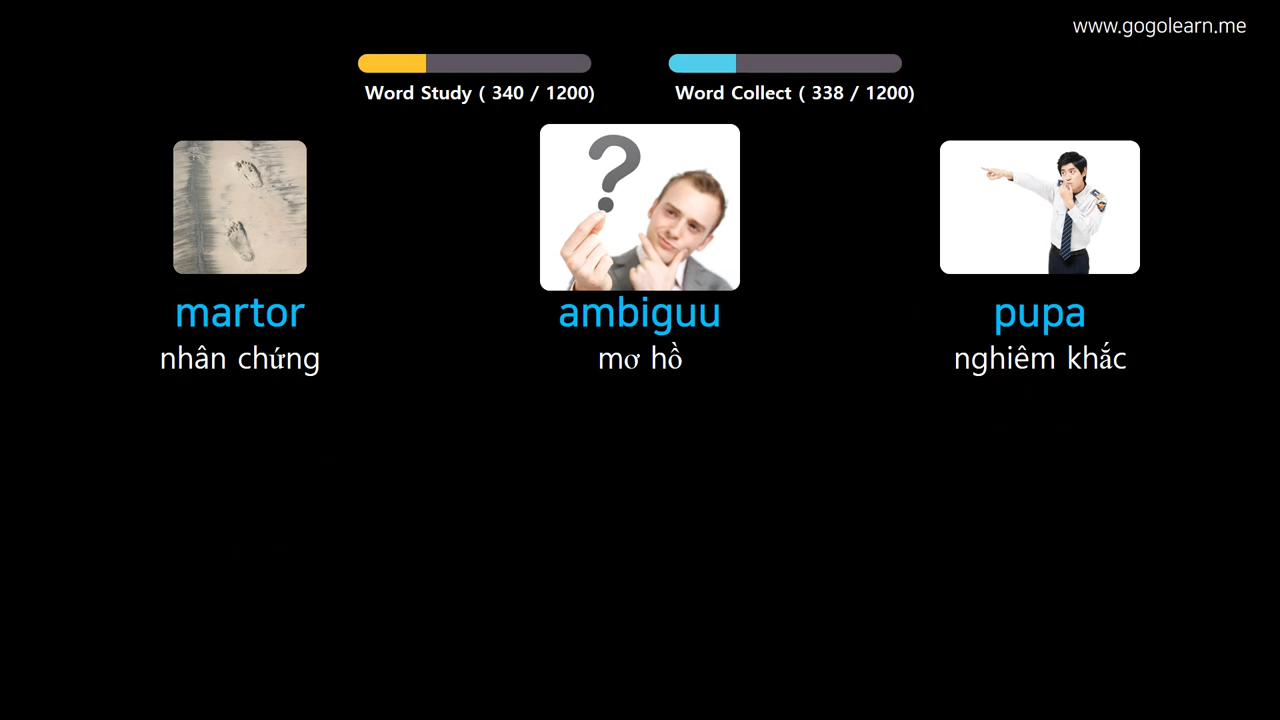 www.gogolearn.me
Word Study ( 340 / 1200)
Word Collect ( 338 / 1200)
martor
ambiguu
pupa
nhân chứng
mơ hồ
nghiêm khắc